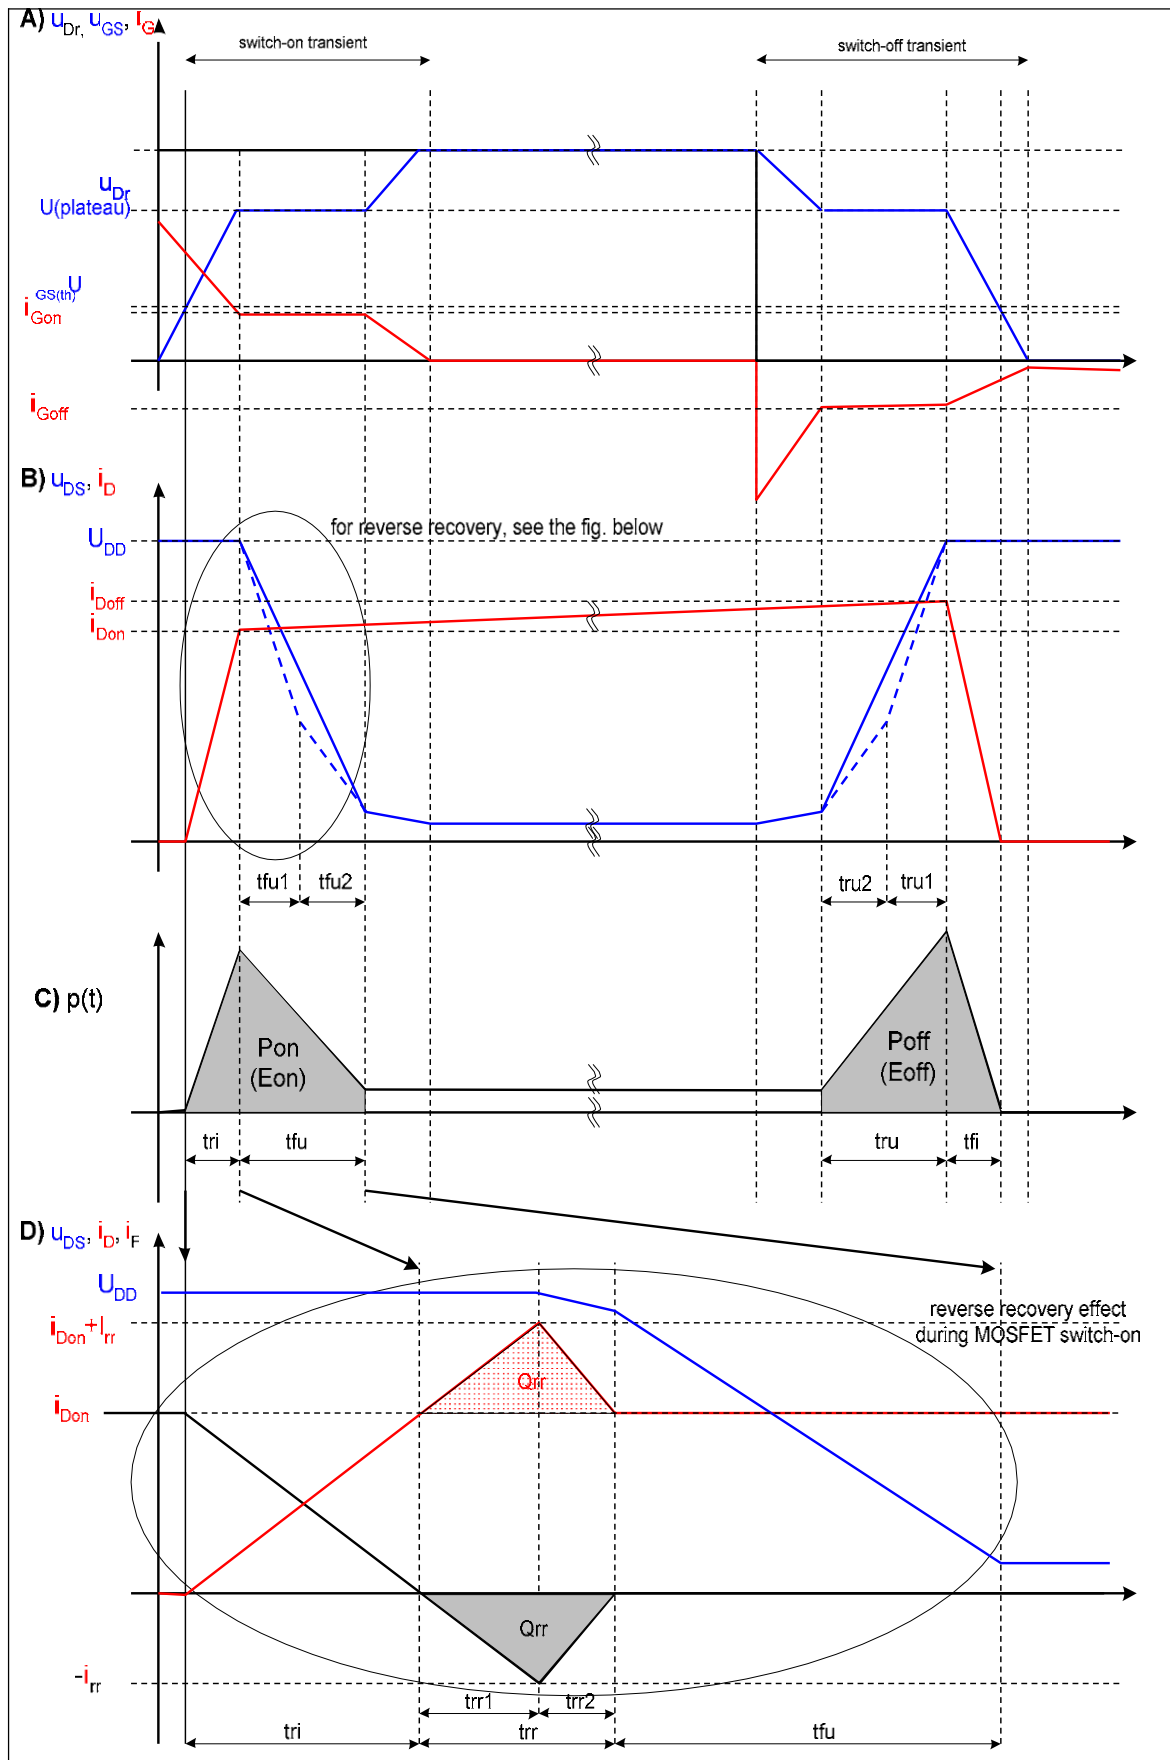 A) uDr, uGS, iG
switch-on transient
switch-off transient
uDr
U(plateau)
GS(th)U
iGon
iGoff
B) uDS, iD
for reverse recovery, see the fig. below
UDD
iDoff
iDon
tfu1
tfu2
tru2
tru1
C) p(t)
Pon
(Eon)
Poff
(Eoff)
tri
tfu
tru
tfi
D) uDS, iD, iF
UDD
reverse recovery effect
during MOSFET switch-on
iDon+Irr
Qrr
iDon
Qrr
-irr
trr1
trr2
tri
trr
tfu